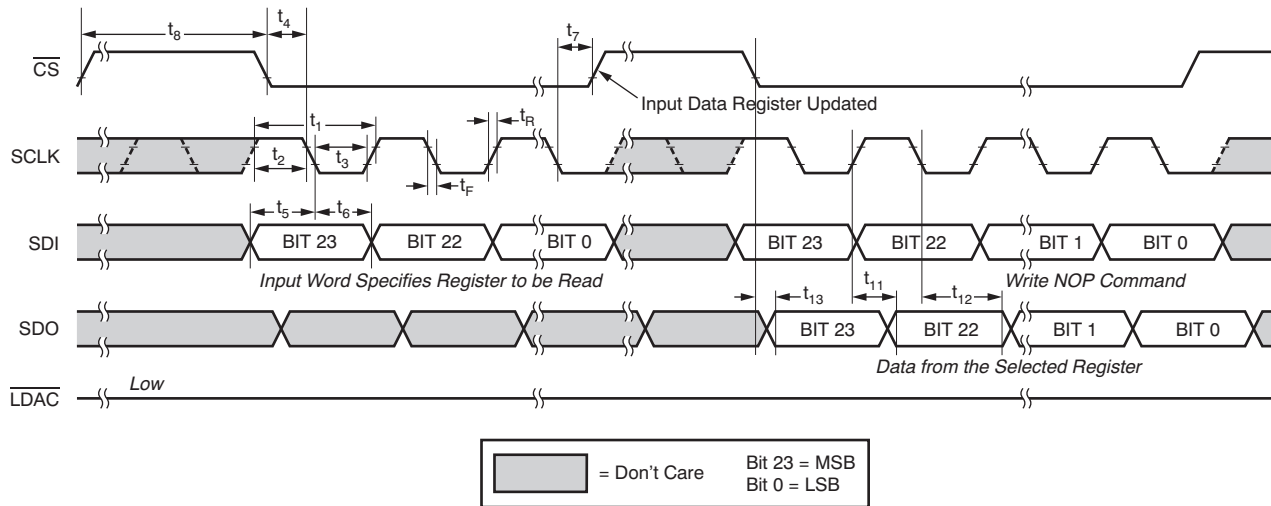 t8
t4
t7
CS
Input Data Register Updated
t1
tR
SCLK
t2
t3
tF
t5
t6
SDI
BIT 23
BIT 22
BIT 0
BIT 23
BIT 22
BIT 1
BIT 0
Input Word Specifies Register to be Read
Write NOP Command
t13
t11
t12
SDO
BIT 23
BIT 22
BIT 1
BIT 0
Data from the Selected Register
Low
LDAC
= Don't Care
Bit 23 = MSB
Bit 0 = LSB